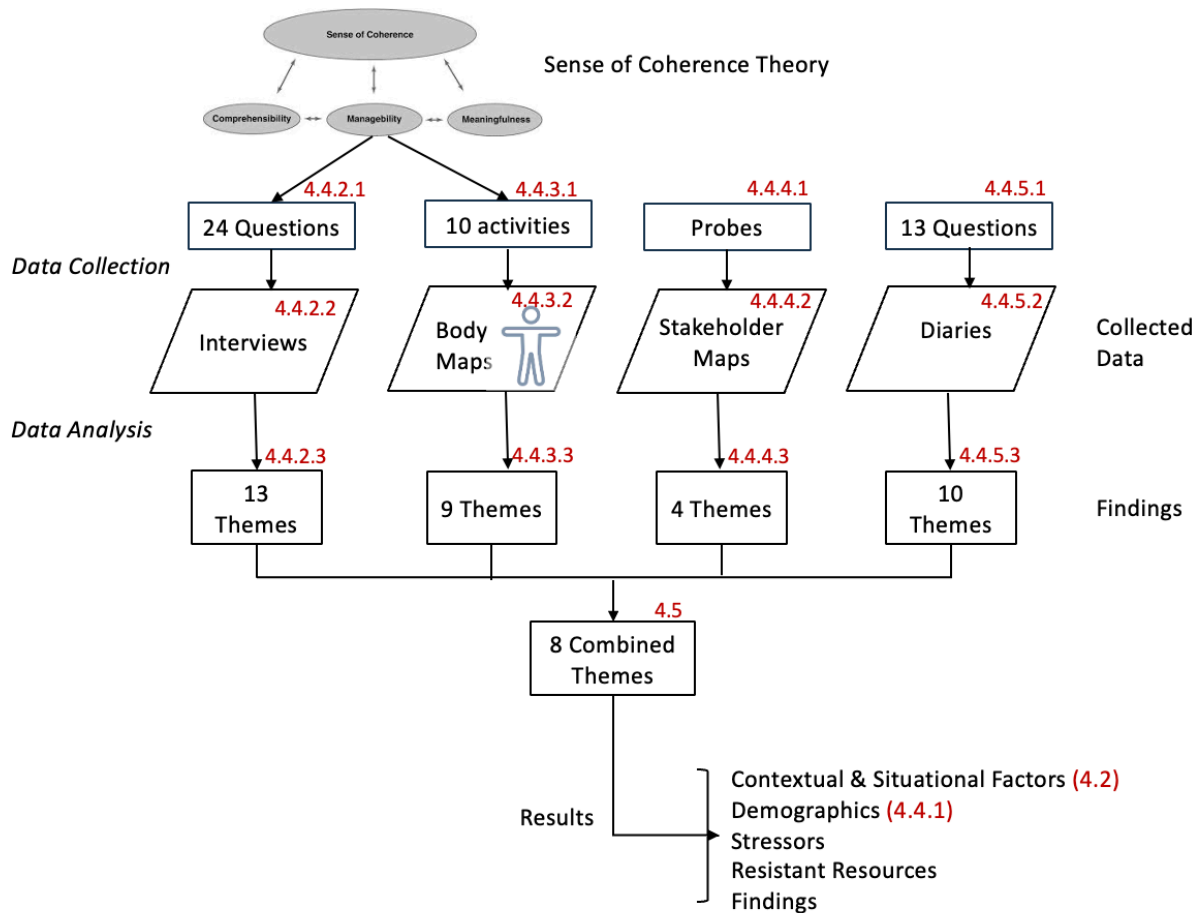 Sense of Coherence
Sense of Coherence Theory
Comprehensibility
Managebility
Meaningfulness
4.4.2.1
4.4.3.1
4.4.4.1
4.4.5.1
24 Questions
10 activities
Probes
13 Questions
Data Collection
4.4.2.2
4.4.3.2
4.4.4.2
4.4.5.2
Interviews
Body
Maps
Stakeholder
Maps
Diaries
Collected
Data
Data Analysis
4.4.2.3
4.4.3.3
4.4.4.3
4.4.5.3
13
Themes
9 Themes
4 Themes
10
Themes
Findings
4.5
8 Combined
Themes
Results
Contextual & Situational Factors (4.2)
Demographics (4.4.1)
Stressors
Resistant Resources
Findings